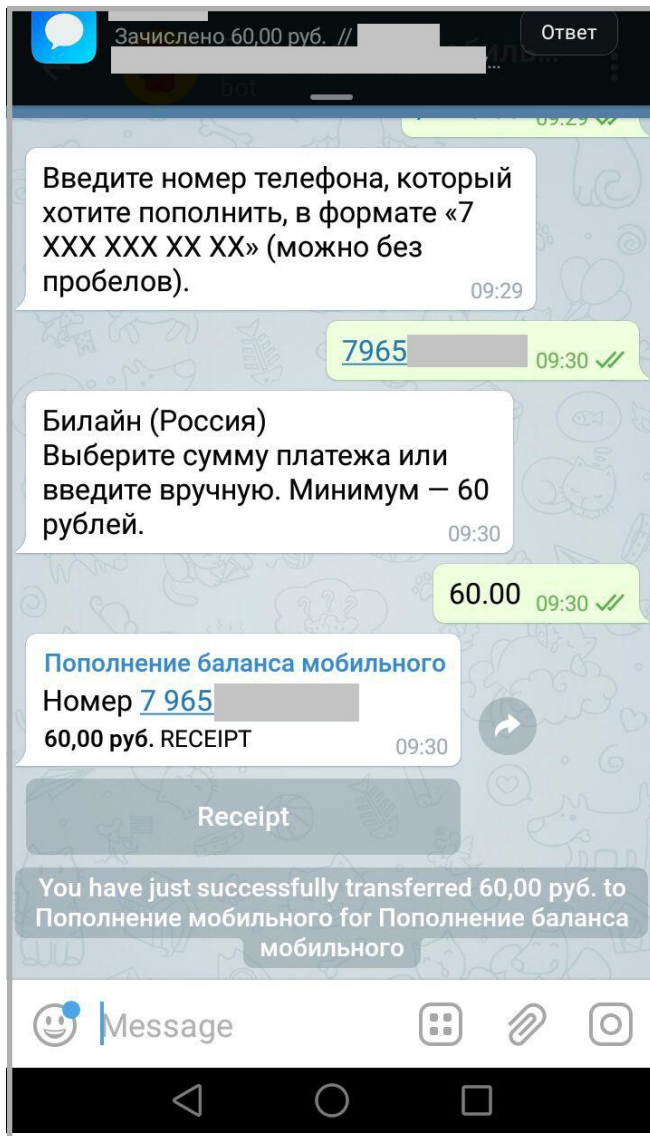 Зачислено 60,00 руб. //
Ответ
...
bot
09:29
Введите номер телефона, который
хотите пополнить, в формате «7
XXX XXX XX XX» (можно без
пробелов).
09:29
7965
09:30
Билайн (Россия)
Выберите сумму платежа или
введите вручную. Минимум — 60
рублей.
09:30
60.00 09:30
Пополнение баланса мобильного
Номер 7 965
60,00 руб. RECEIPT
09:30
Receipt
You have just successfully transferred 60,00 руб. to
Пополнение мобильного for Пополнение баланса
мобильного
Message